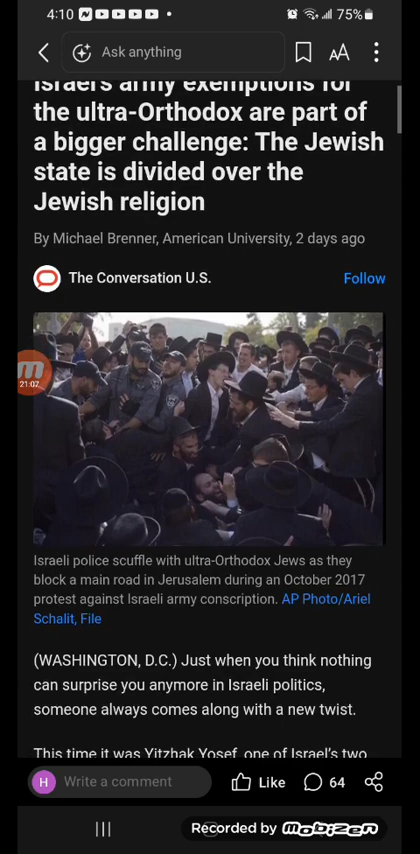 4:10
75%
Ask anything
AA
Israel's army exemptions for
the ultra-Orthodox are part of
a bigger challenge: The Jewish
state is divided over the
Jewish religion
By Michael Brenner, American University, 2 days ago
The Conversation U.S.
Follow
21:07
Israeli police scuffle with ultra-Orthodox Jews as they
block a main road in Jerusalem during an October 2017
protest against Israeli army conscription. AP Photo/Ariel
Schalit, File
(WASHINGTON, D.C.) Just when you think nothing
can surprise you anymore in Israeli politics,
someone always comes along with a new twist.
This time it was Yitzhak Yosef, one of Israel's two
H
Write a comment
Like
64
Recorded by mobizen